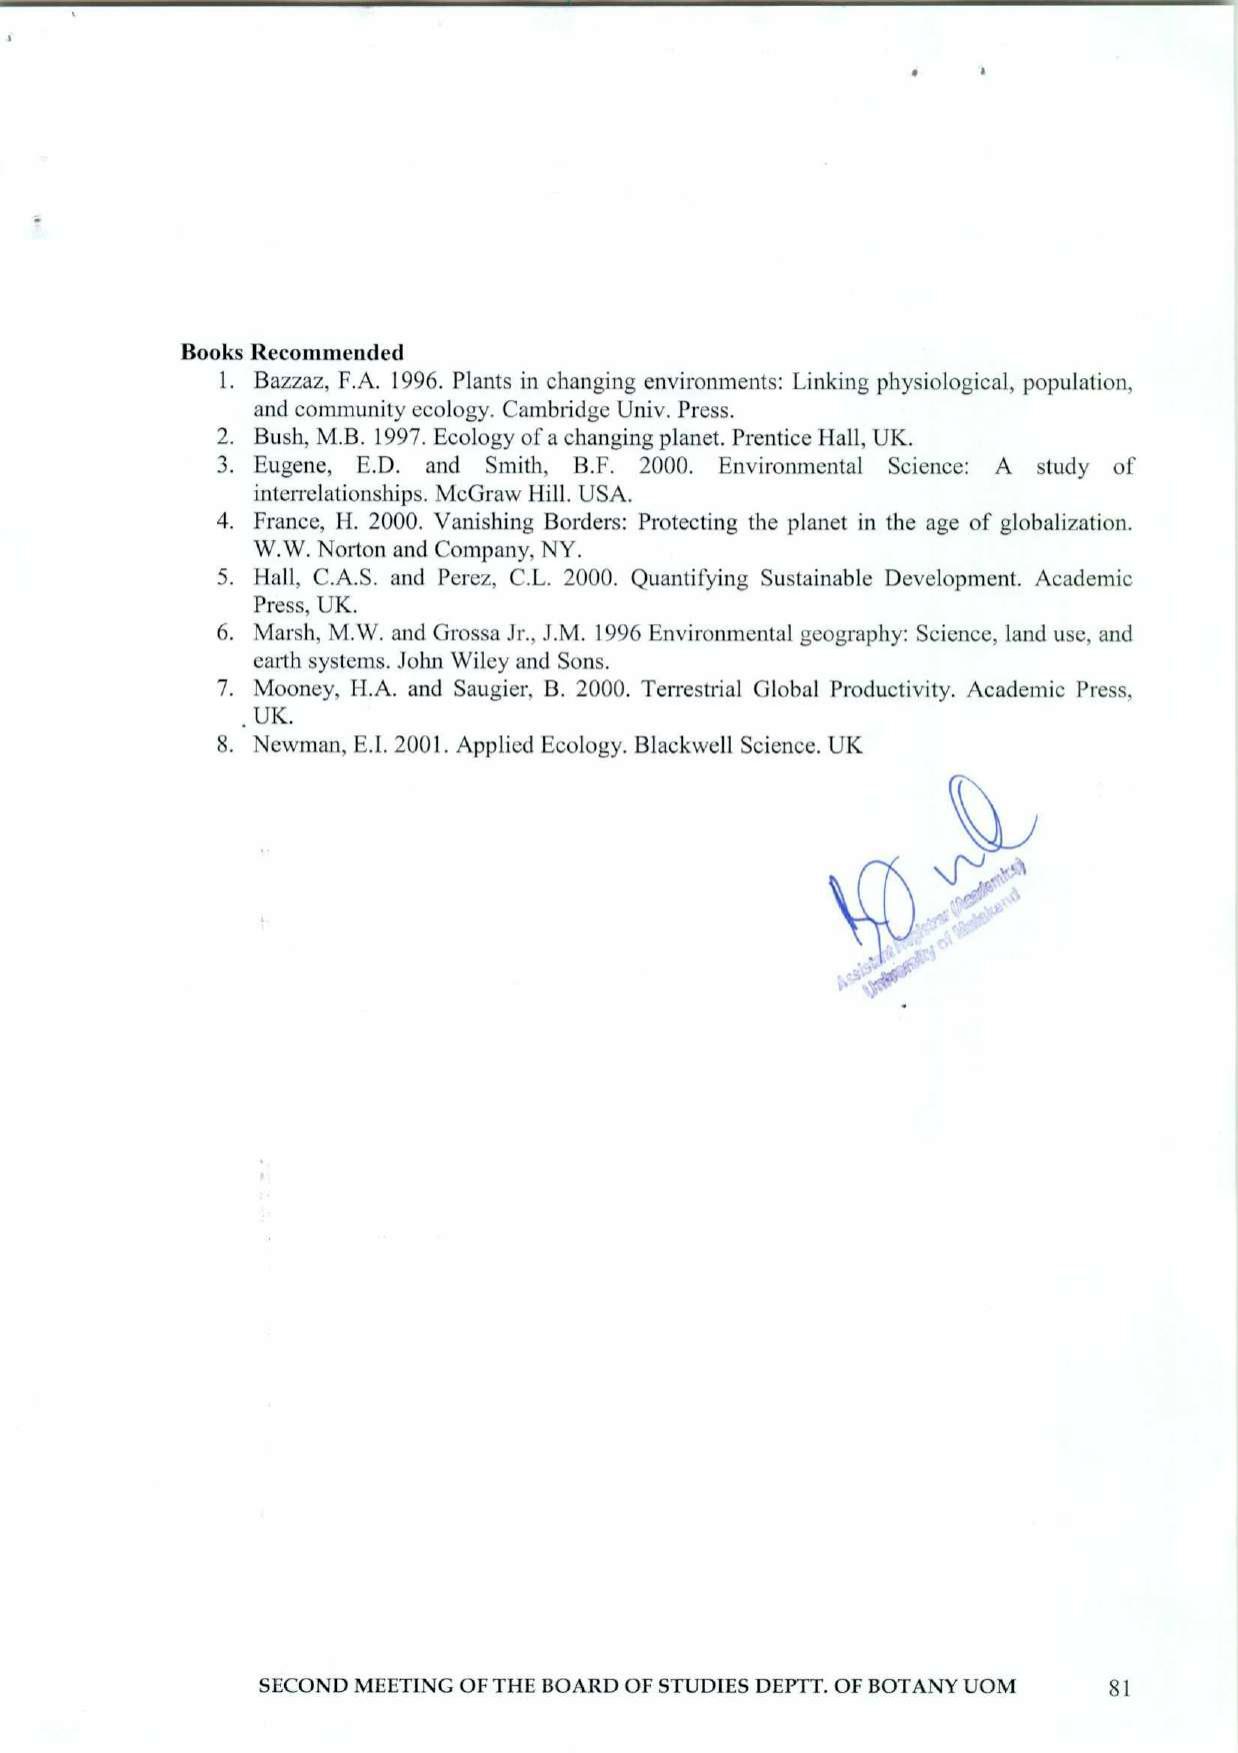 Books Recommended
1. Bazzaz, F.A. 1996. Plants in changing environments: Linking physiological, population,
and community ecology. Cambridge Univ. Press.
2. Bush, M.B. 1997. Ecology of a changing planet. Prentice Hall, UK.
3. Eugene, E.D. and Smith, B.F. 2000. Environmental Science: A study of
interrelationships. McGraw Hill. USA.
4. France, H. 2000. Vanishing Borders: Protecting the planet in the age of globalization.
W.W. Norton and Company, NY.
5. Hall, C.A.S. and Perez, C.L. 2000. Quantifying Sustainable Development. Academic
Press, UK.
6. Marsh, M.W. and Grossa Jr., J.M. 1996 Environmental geography: Science, land use, and
earth systems. John Wiley and Sons.
7. Mooney, H.A. and Saugier, B. 2000. Terrestrial Global Productivity. Academic Press,
UK.
8. Newman, E.I. 2001. Applied Ecology. Blackwell Science. UK
Assistant Registrar (Academics)
University of Malakand
SECOND MEETING OF THE BOARD OF STUDIES DEPTT. OF BOTANY UOM 81